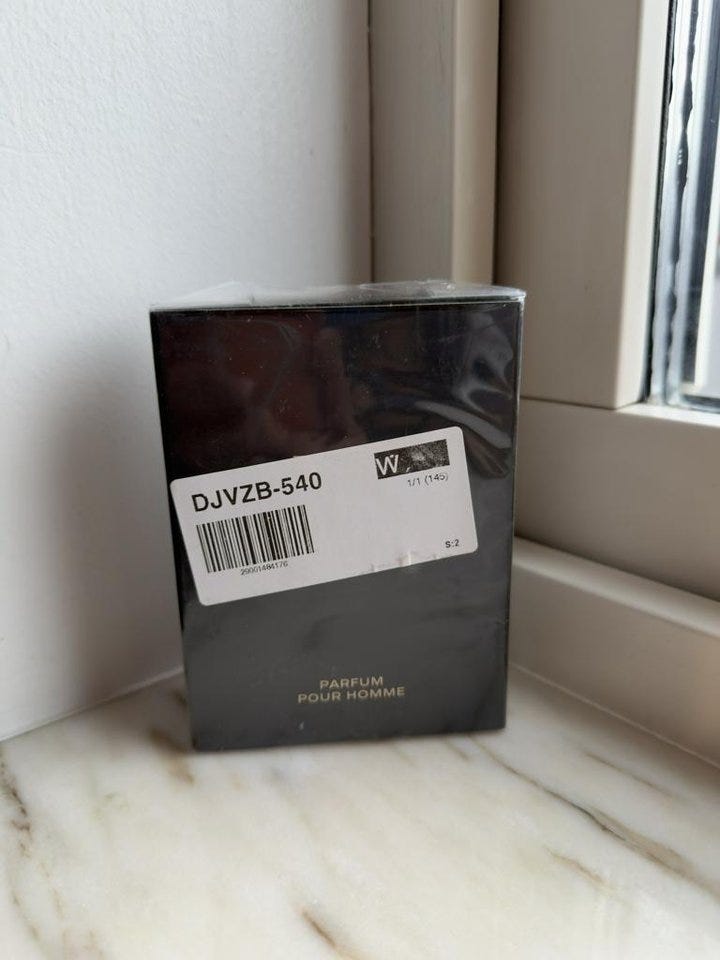 DJVZB-540
W
1/1 (145)
29001484176
S:2
PARFUM
POUR HOMME